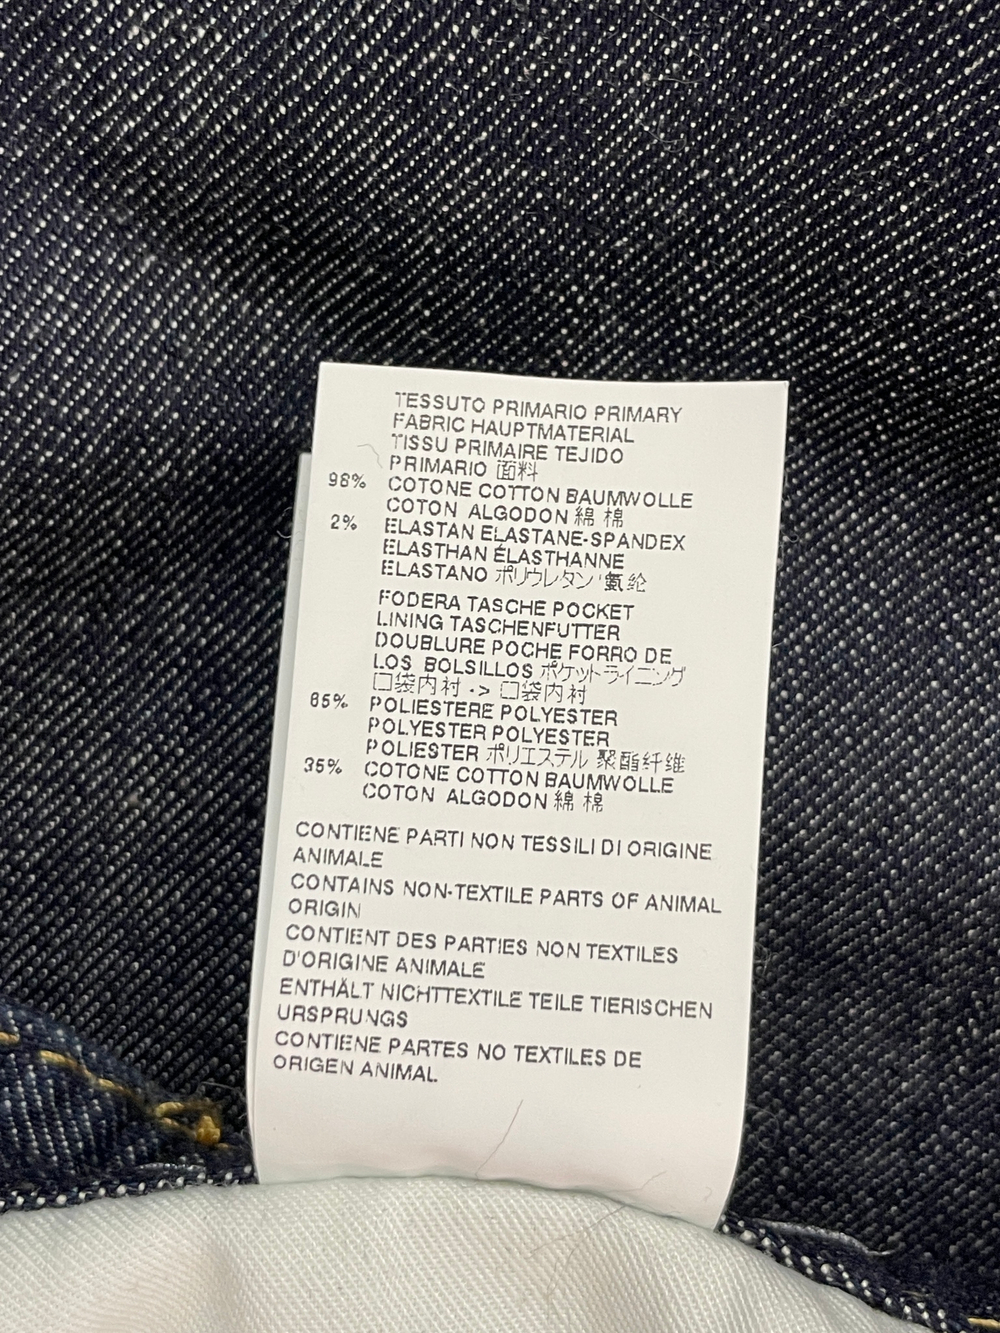 TESSUTO PRIMARIO PRIMARY
FABRIC HAUPTMATERIAL
TISSU PRIMAIRE TEJIDO
PRIMARIO 面料
98% COTONE COTTON BAUMWOLLE
COTON ALGODON 綿 棉
2% ELASTAN ELASTANE-SPANDEX
ELASTHAN ÉLASTHANNE
ELASTANO ポリウレタン '氨纶
FODERA TASCHE POCKET
LINING TASCHENFUTTER
DOUBLURE POCHE FORRO DE
LOS BOLSILLOS ポケットライニング
口袋内衬 -> 口袋内衬
65% POLIESTERE POLYESTER
POLYESTER POLYESTER
POLIESTER ポリエステル 聚酯纤维
35% COTONE COTTON BAUMWOLLE
COTON ALGODON 綿 棉
CONTIENE PARTI NON TESSILI DI ORIGINE
ANIMALE
CONTAINS NON-TEXTILE PARTS OF ANIMAL
ORIGIN
CONTIENT DES PARTIES NON TEXTILES
D'ORIGINE ANIMALE
ENTHÄLT NICHTTEXTILE TEILE TIERISCHEN
URSPRUNGS
CONTIENE PARTES NO TEXTILES DE
ORIGEN ANIMAL